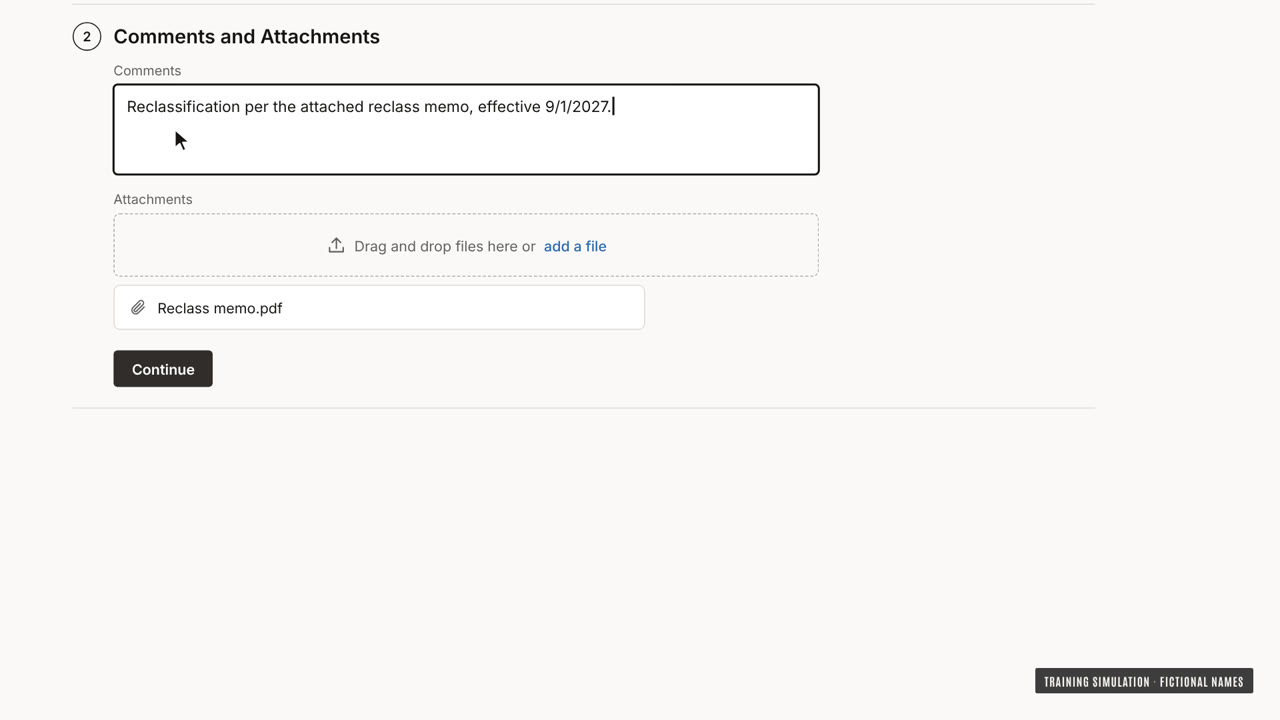 2
Comments and Attachments
Comments
Reclassification per the attached reclass memo, effective 9/1/2027.
Attachments
Drag and drop files here or add a file
Reclass memo.pdf
Continue
TRAINING SIMULATION · FICTIONAL NAMES